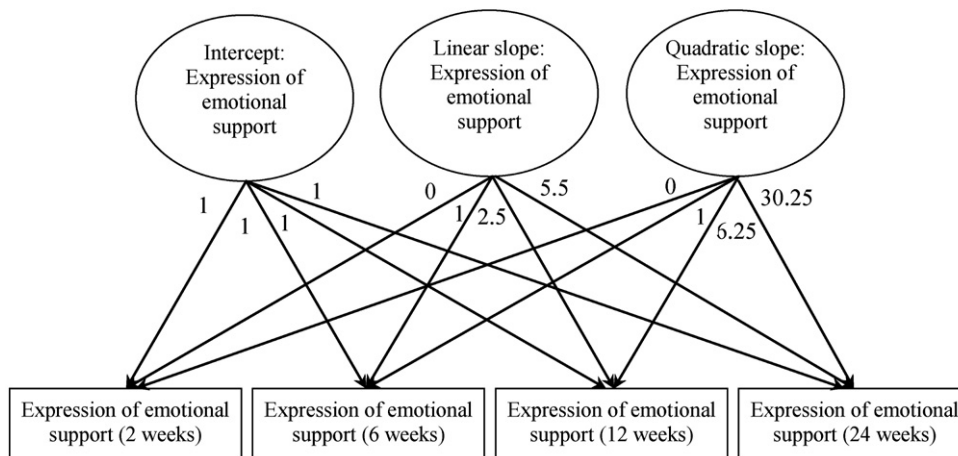 Intercept:
Expression of
emotional
support
Linear slope:
Expression of
emotional
support
Quadratic slope:
Expression of
emotional
support
1
1
1
1
0
1
2.5
5.5
0
1
6.25
30.25
Expression of emotional
support (2 weeks)
Expression of emotional
support (6 weeks)
Expression of emotional
support (12 weeks)
Expression of emotional
support (24 weeks)